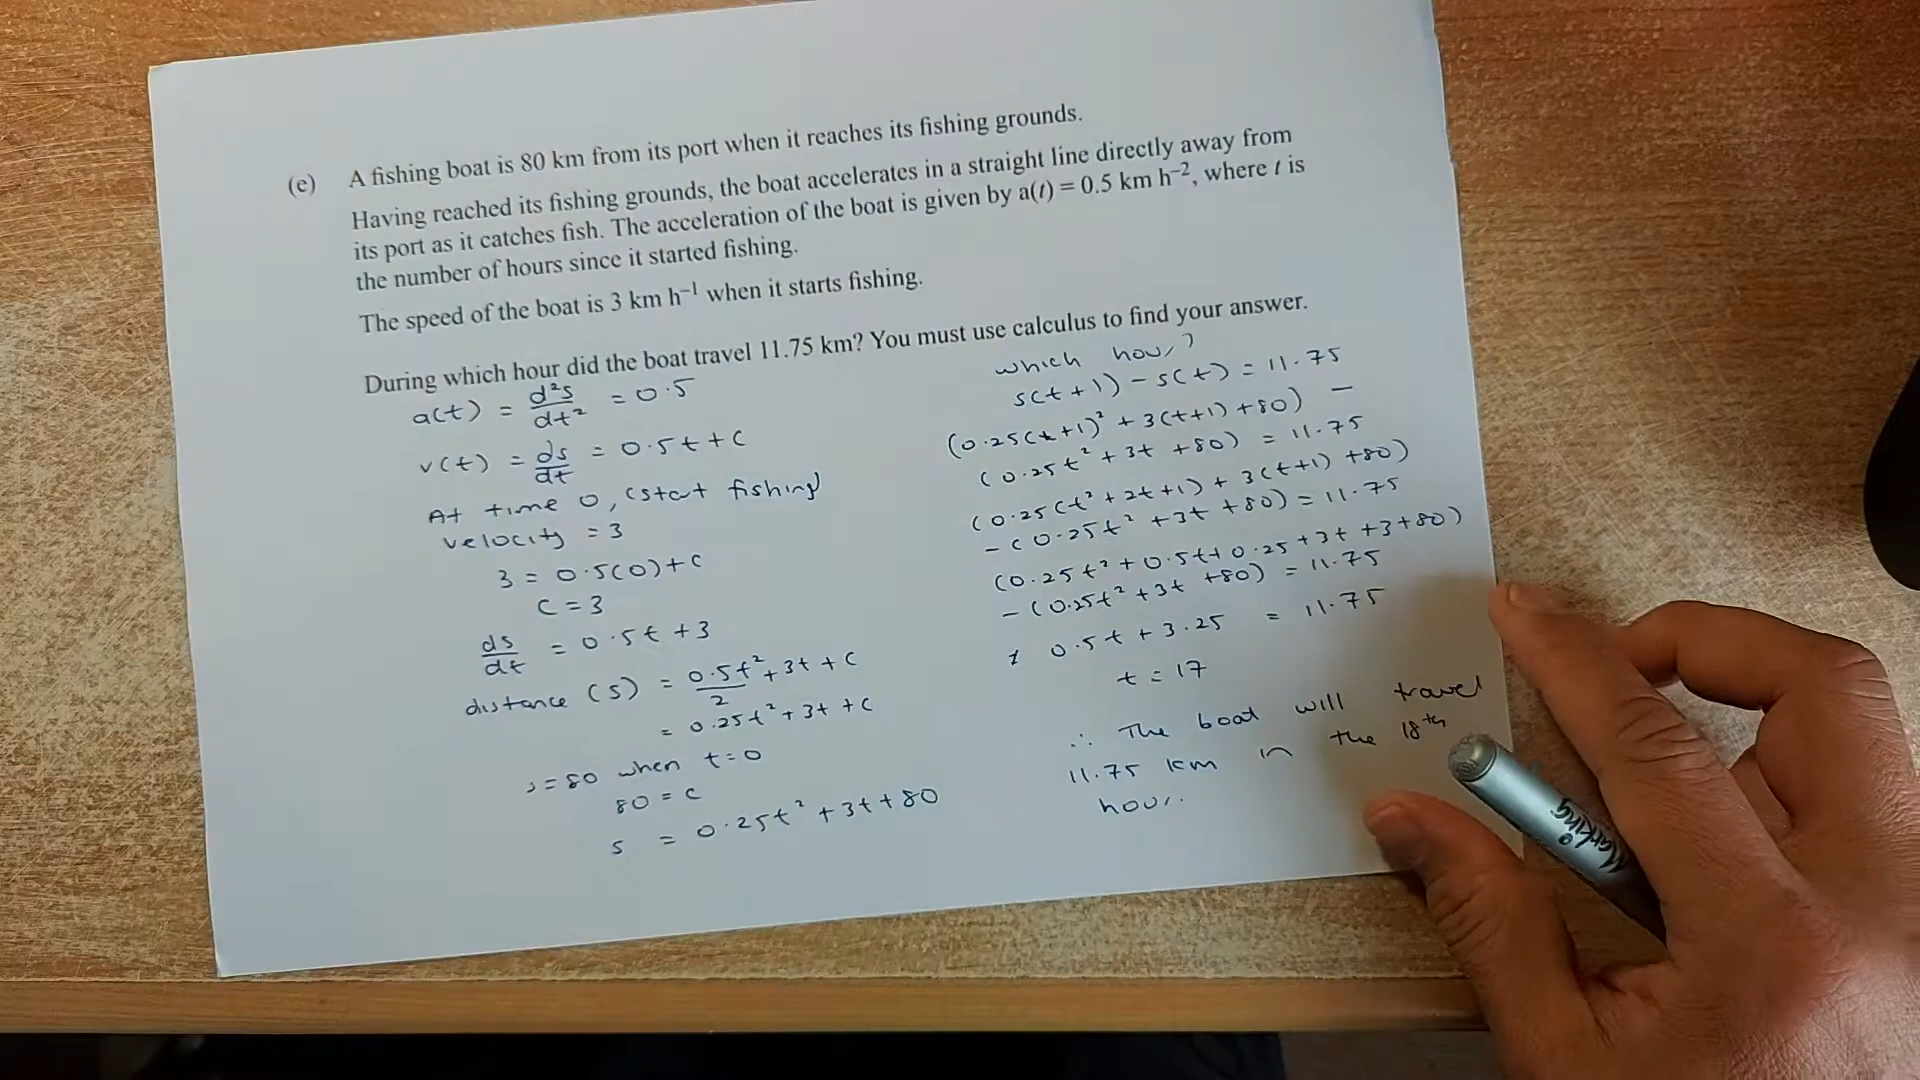 (e) A fishing boat is 80 km from its port when it reaches its fishing grounds.
Having reached its fishing grounds, the boat accelerates in a straight line directly away from
its port as it catches fish. The acceleration of the boat is given by a(t) = 0.5 km h⁻², where t is
the number of hours since it started fishing.
The speed of the boat is 3 km h⁻¹ when it starts fishing.
During which hour did the boat travel 11.75 km? You must use calculus to find your answer.
a(t) = d²s/dt² = 0.5
v(t) = ds/dt = 0.5t + c
At time 0, (start fishing)
velocity = 3
3 = 0.5(0) + c
c = 3
ds/dt = 0.5t + 3
distance (s) = 0.5t²/2 + 3t + c
= 0.25t² + 3t + c
s = 80 when t = 0
80 = c
s = 0.25t² + 3t + 80
which hour?
s(t + 1) - s(t) = 11.75
(0.25(t + 1)² + 3(t+1) + 80) -
(0.25t² + 3t + 80) = 11.75
(0.25(t² + 2t + 1) + 3(t+1) + 80)
- (0.25t² + 3t + 80) = 11.75
(0.25t² + 0.5t + 0.25 + 3t + 3 + 80)
- (0.25t² + 3t + 80) = 11.75
0.5t + 3.25 = 11.75
t = 17
∴ The boat will travel
11.75 km in the 18th
hour.
Marking